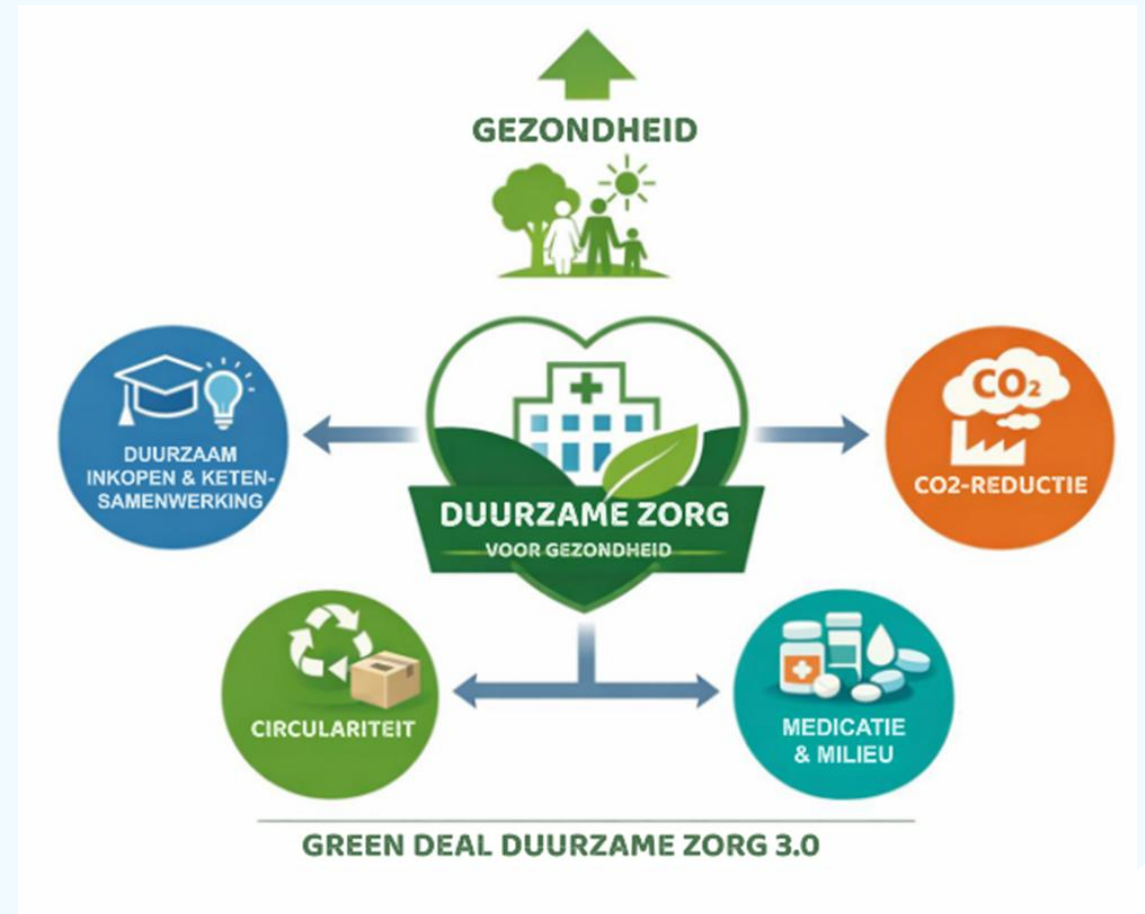 GEZONDHEID
DUURZAAM
INKOPEN & KETEN-
SAMENWERKING
CO₂
CO2-REDUCTIE
DUURZAME ZORG
VOOR GEZONDHEID
CIRCULARITEIT
MEDICATIE
& MILIEU
GREEN DEAL DUURZAME ZORG 3.0